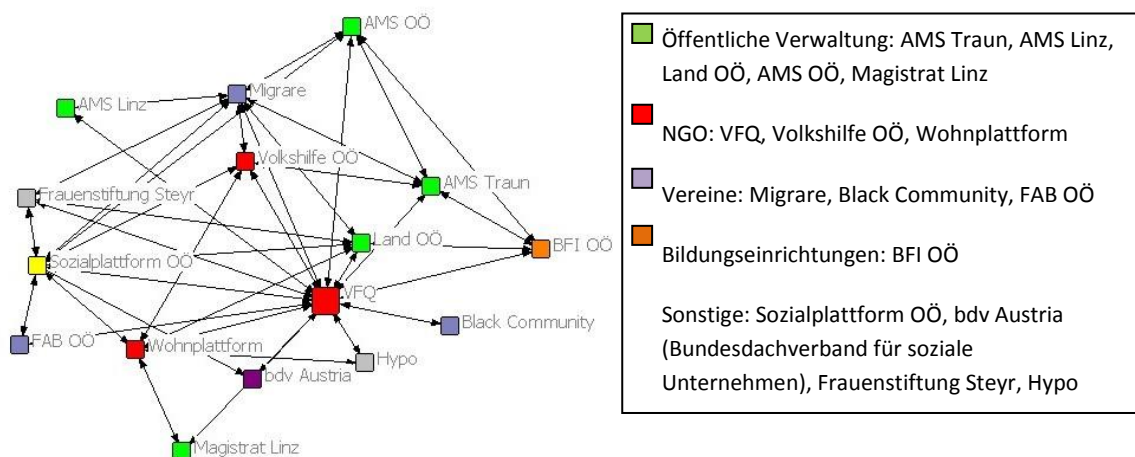 AMS OÖ
Migrare
AMS Linz
Volkshilfe OÖ
AMS Traun
Frauenstiftung Steyr
Land OÖ
BFI OÖ
Sozialplattform OÖ
VFQ
Black Community
FAB OÖ
Wohnplattform
Hypo
bdv Austria
Magistrat Linz
Öffentliche Verwaltung: AMS Traun, AMS Linz,
Land OÖ, AMS OÖ, Magistrat Linz
NGO: VFQ, Volkshilfe OÖ, Wohnplattform
Vereine: Migrare, Black Community, FAB OÖ
Bildungseinrichtungen: BFI OÖ
Sonstige: Sozialplattform OÖ, bdv Austria
(Bundesdachverband für soziale
Unternehmen), Frauenstiftung Steyr, Hypo